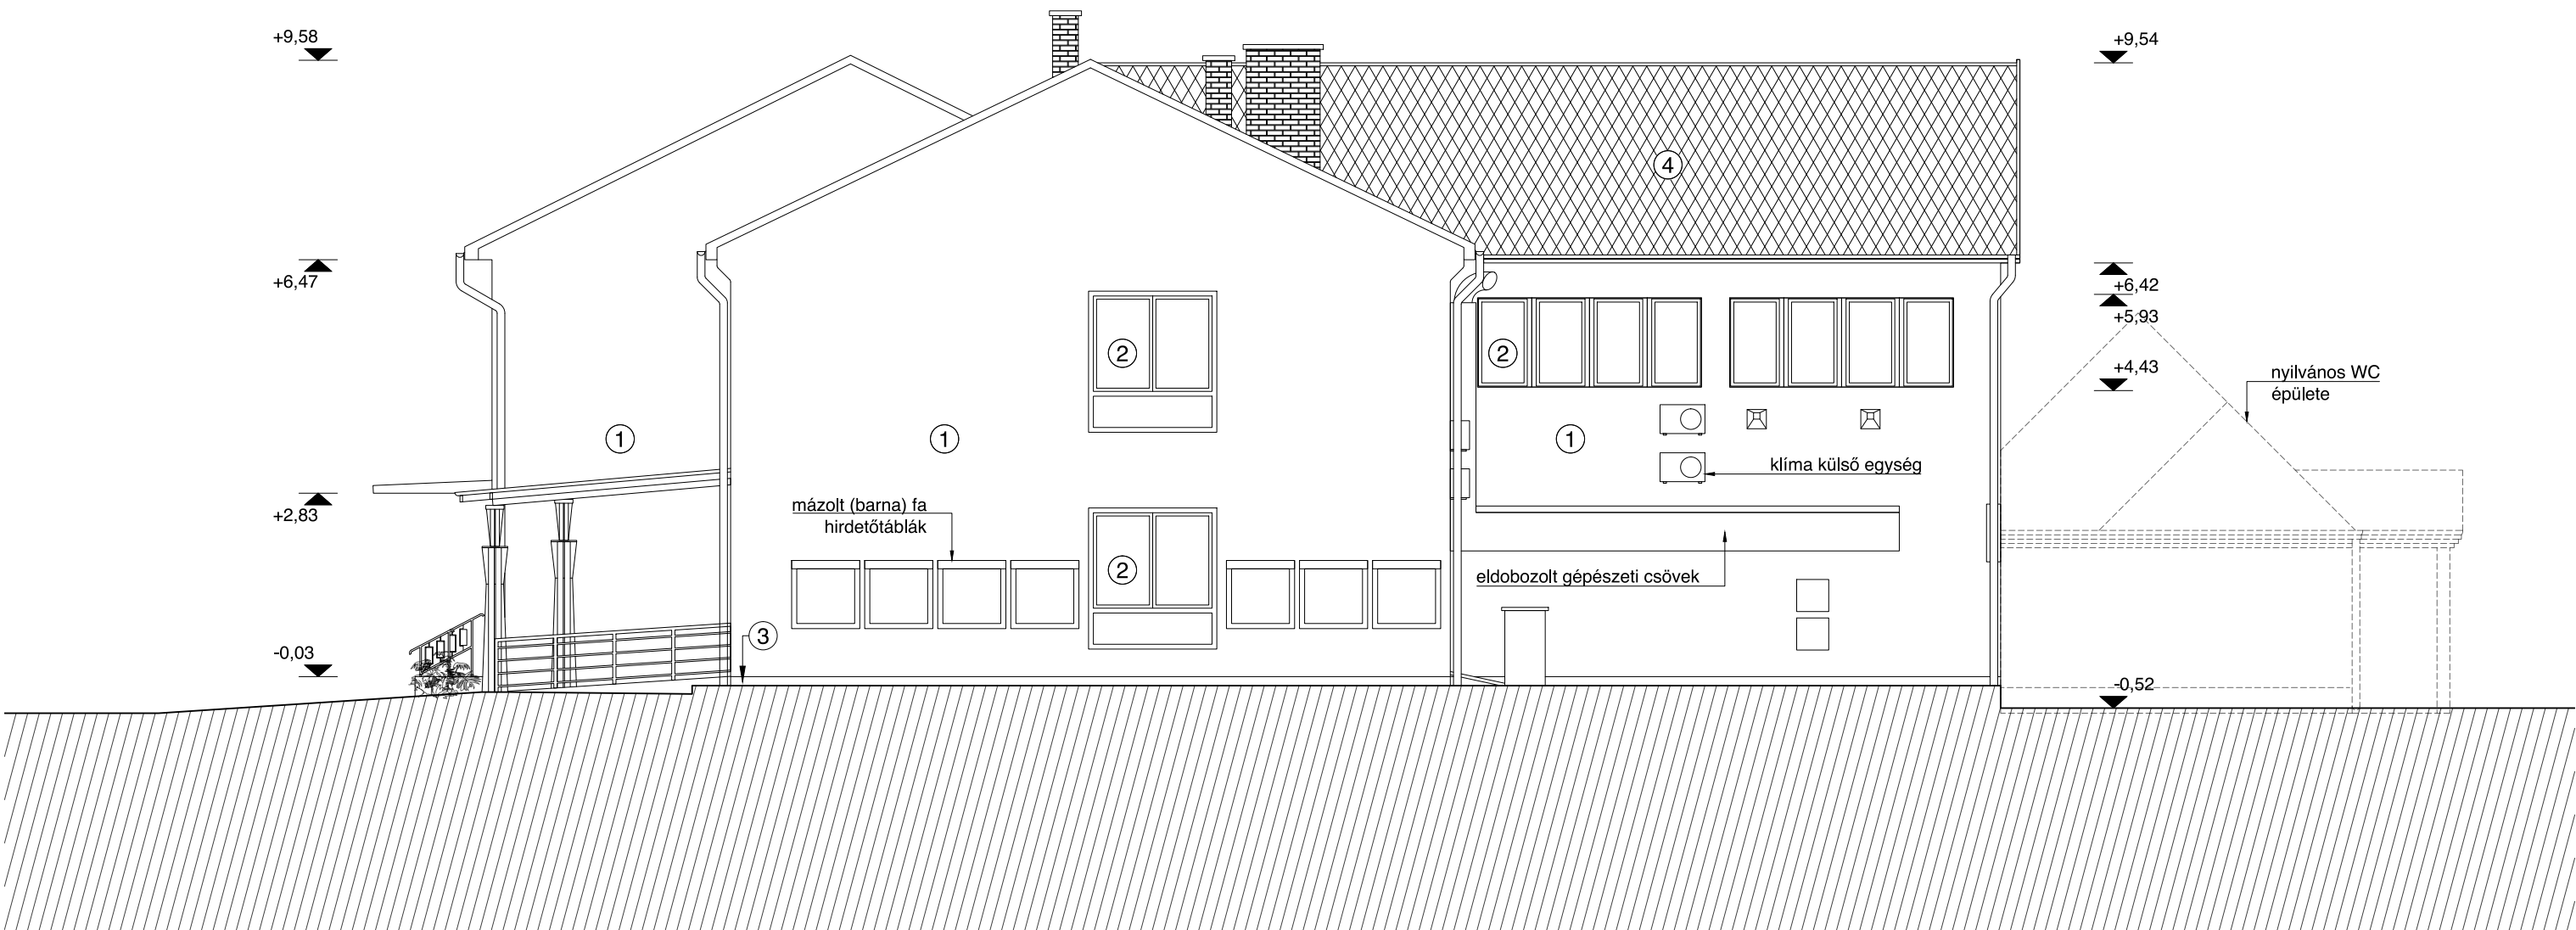 +9,58
+9,54
4
+6,47
+6,42
+5,93
2
2
+4,43
nyilvános WC
épülete
1
1
1
klíma külső egység
mázolt (barna) fa
hirdetőtáblák
+2,83
2
eldobozolt gépészeti csövek
3
-0,03
-0,52